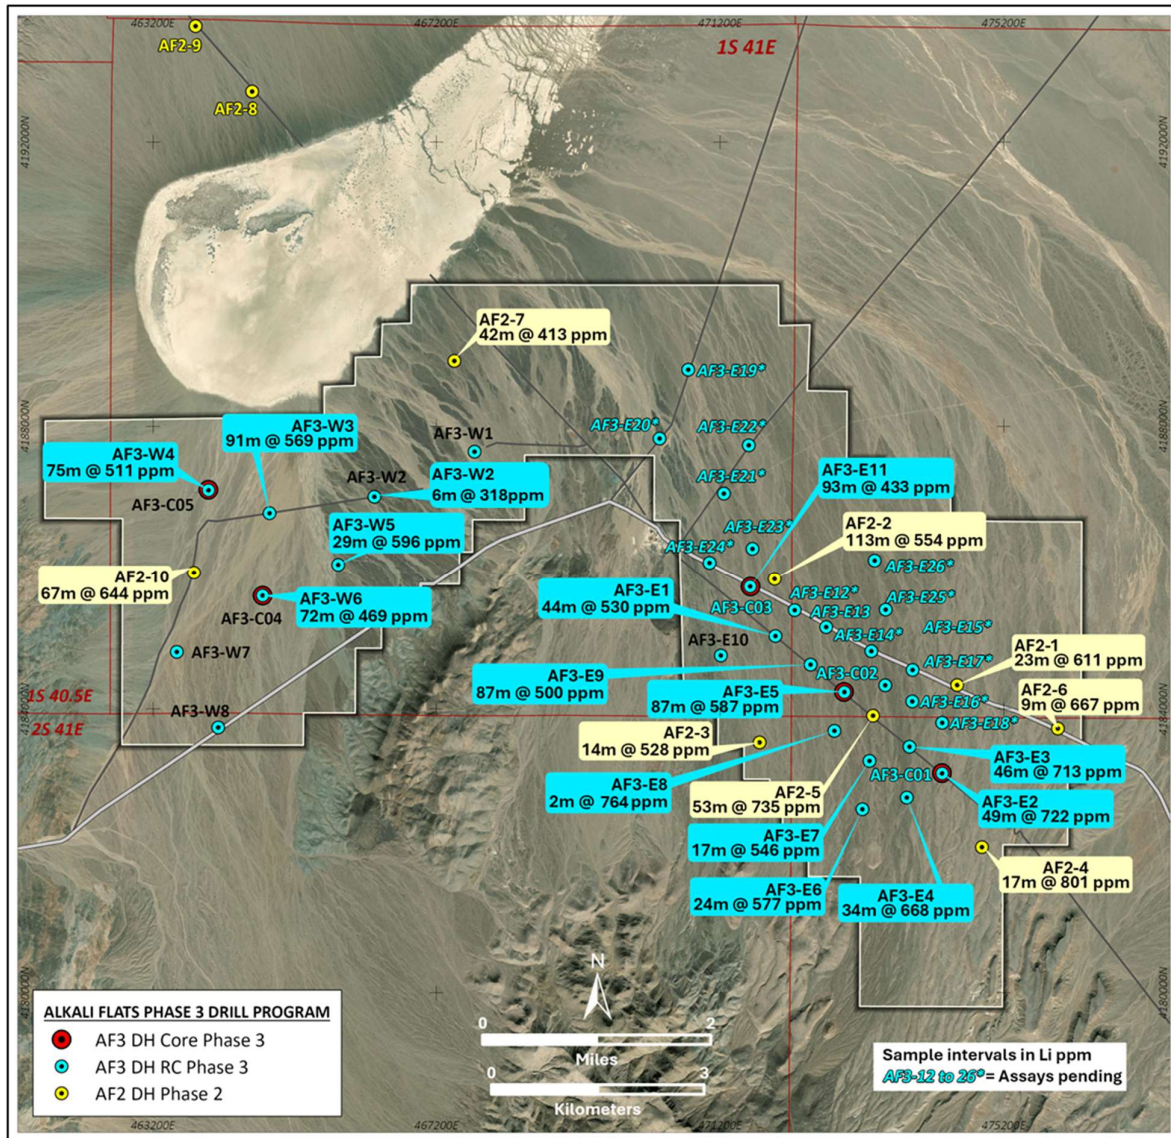 463200E
467200E
471200E
475200E
AF2-9
1S 41E
AF2-8
4192000N
4192000N
AF2-7
42m @ 413 ppm
AF3-E19*
4188000N
4188000N
AF3-W3
91m @ 569 ppm
AF3-W1
AF3-E20*
AF3-E22*
AF3-W4
75m @ 511 ppm
AF3-C05
AF3-W2
AF3-W2
6m @ 318ppm
AF3-E21*
AF3-E11
93m @ 433 ppm
AF3-W5
29m @ 596 ppm
AF3-E23*
AF2-2
113m @ 554 ppm
AF3-E24*
AF3-E26*
AF2-10
67m @ 644 ppm
AF3-C04
AF3-W6
72m @ 469 ppm
AF3-E1
44m @ 530 ppm
AF3-C03
AF3-E12*
AF3-E25*
AF3-E13
AF3-E15*
AF3-E14*
AF3-W7
AF3-E10
AF2-1
23m @ 611 ppm
AF3-E9
87m @ 500 ppm
AF3-C02
AF3-E17*
1S 40.5E
2S 41E
AF3-E5
87m @ 587 ppm
AF2-6
9m @ 667 ppm
AF3-E16*
4184000N
4184000N
AF3-W8
AF3-E18*
AF2-3
14m @ 528 ppm
AF3-E3
46m @ 713 ppm
AF3-E8
2m @ 764 ppm
AF3-C01
AF2-5
53m @ 735 ppm
AF3-E2
49m @ 722 ppm
AF3-E7
17m @ 546 ppm
AF2-4
17m @ 801 ppm
AF3-E6
24m @ 577 ppm
AF3-E4
34m @ 668 ppm
4180000N
4180000N
N
0 2
Miles
0 3
Kilometers
ALKALI FLATS PHASE 3 DRILL PROGRAM
AF3 DH Core Phase 3
AF3 DH RC Phase 3
AF2 DH Phase 2
Sample intervals in Li ppm
AF3-12 to 26* = Assays pending
463200E
467200E
471200E
475200E